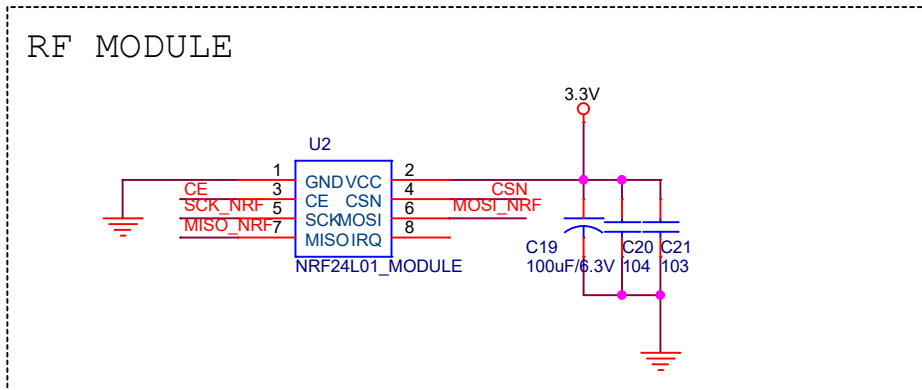 RF MODULE
3.3V
U2
1
2
GND VCC
CE
3
4
CSN
CE CSN
SCK_NRF
5
6
MOSI_NRF
SCK MOSI
MISO_NRF
7
8
MISO IRQ
NRF24L01_MODULE
C19
100uF/6.3V
C20
104
C21
103